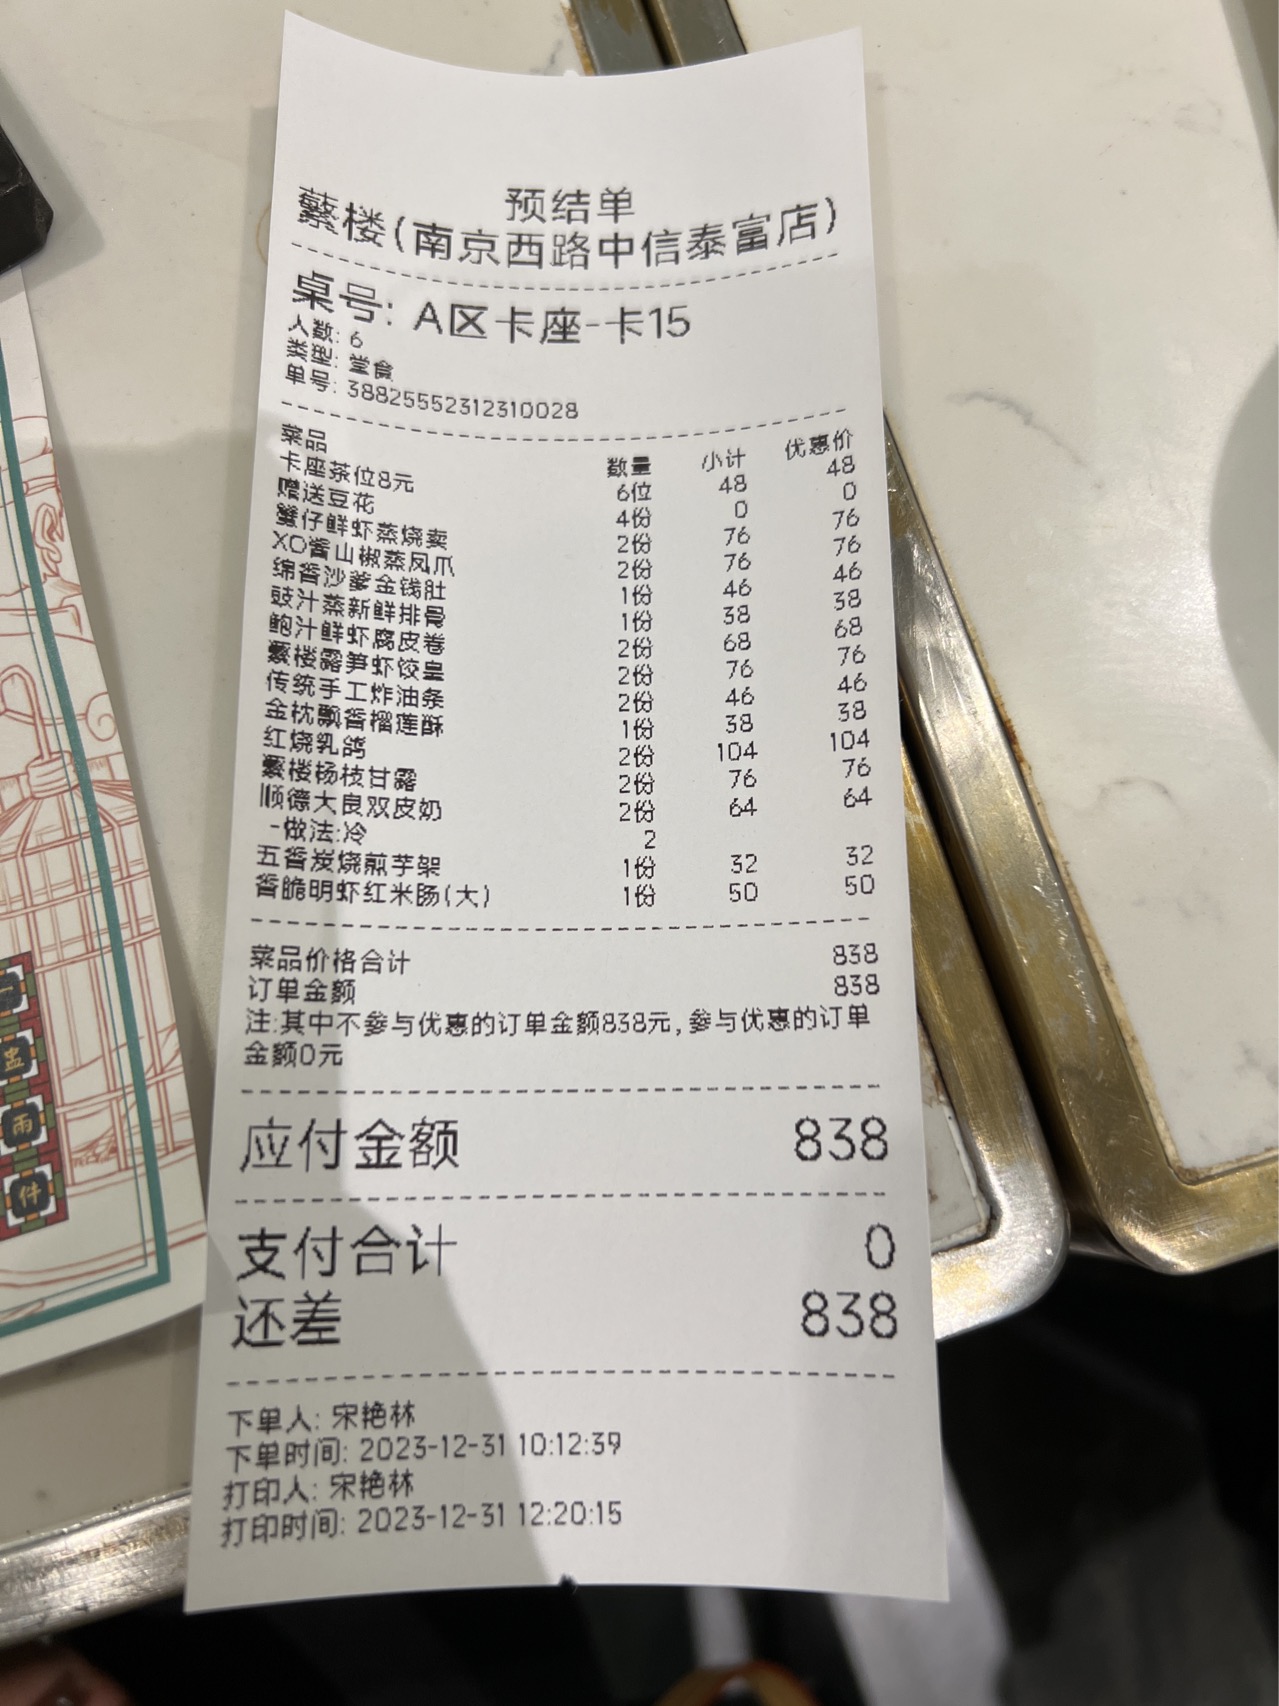 预结单
蘩楼(南京西路中信泰富店)
桌号: A区卡座-卡15
人数: 6
类型: 堂食
单号: 38825552312310028
菜品 数量 小计 优惠价
卡座茶位8元 6位 48 48
赠送豆花 4份 0 0
蟹仔鲜虾蒸烧卖 2份 76 76
XO酱山椒蒸凤爪 2份 76 76
绵香沙爹金钱肚 1份 46 46
豉汁蒸新鲜排骨 1份 38 38
鲍汁鲜虾腐皮卷 2份 68 68
蘩楼露笋虾饺皇 2份 76 76
传统手工炸油条 2份 46 46
金枕飘香榴莲酥 1份 38 38
红烧乳鸽 2份 104 104
蘩楼杨枝甘露 2份 76 76
顺德大良双皮奶 2份 64 64
-做法:冷 2
五香炭烧煎芋架 1份 32 32
香脆明虾红米肠(大) 1份 50 50
菜品价格合计 838
订单金额 838
注:其中不参与优惠的订单金额838元,参与优惠的订单
金额0元
应付金额 838
支付合计 0
还差 838
下单人: 宋艳林
下单时间: 2023-12-31 10:12:39
打印人: 宋艳林
打印时间: 2023-12-31 12:20:15
盅
雨
件